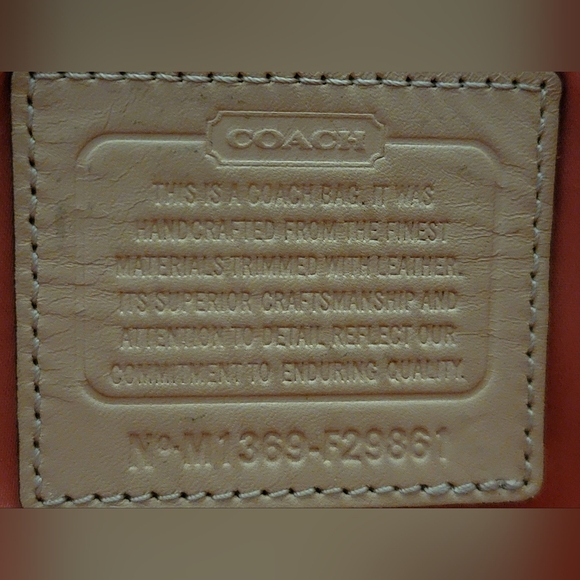 COACH
THIS IS A COACH BAG. IT WAS
HANDCRAFTED FROM THE FINEST
MATERIALS TRIMMED WITH LEATHER.
ITS SUPERIOR CRAFTSMANSHIP AND
ATTENTION TO DETAIL REFLECT OUR
COMMITMENT TO ENDURING QUALITY.
Nº-M1369-F29861